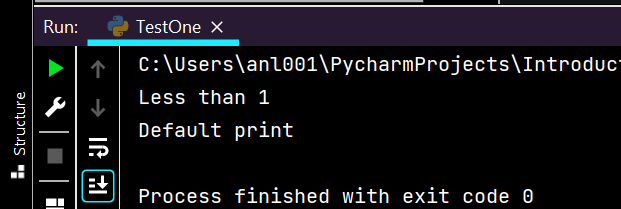 Run: TestOne
C:\Users\anl001\PycharmProjects\Introduct
Less than 1
Default print
Process finished with exit code 0
Structure